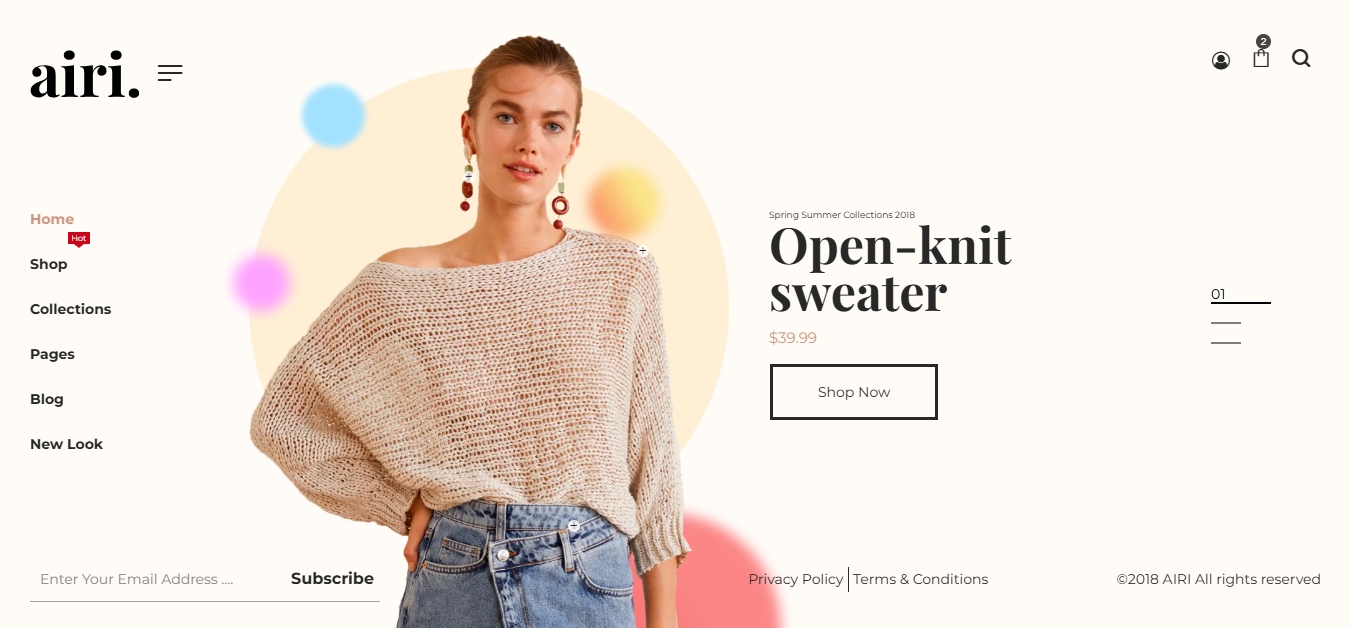 airi.
2
Home
Hot
Shop
Collections
Pages
Blog
New Look
Spring Summer Collections 2018
Open-knit
sweater
$39.99
Shop Now
01
Enter Your Email Address ....
Subscribe
Privacy Policy
Terms & Conditions
©2018 AIRI All rights reserved